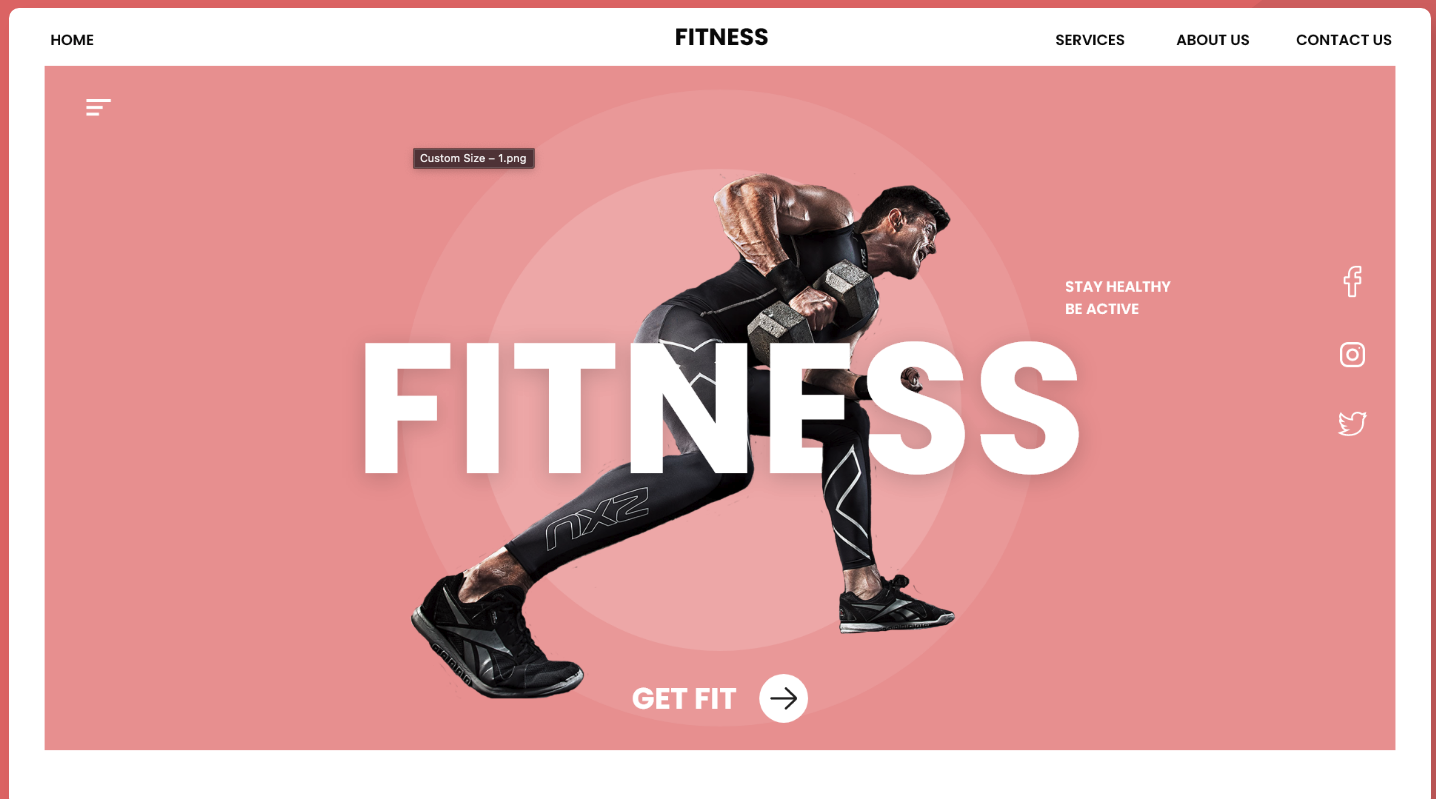 HOME
FITNESS
SERVICES
ABOUT US
CONTACT US
Custom Size – 1.png
STAY HEALTHY
BE ACTIVE
FITNESS
2XU
GET FIT